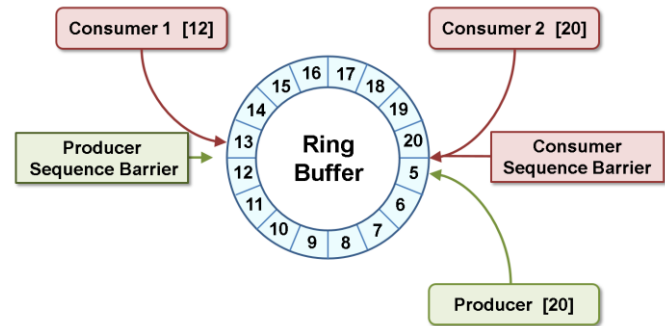 Consumer 1 [12]
Consumer 2 [20]
16
17
15
18
14
19
13
20
Producer
Sequence Barrier
Ring
Buffer
Consumer
Sequence Barrier
12
5
11
6
10
7
9
8
Producer [20]